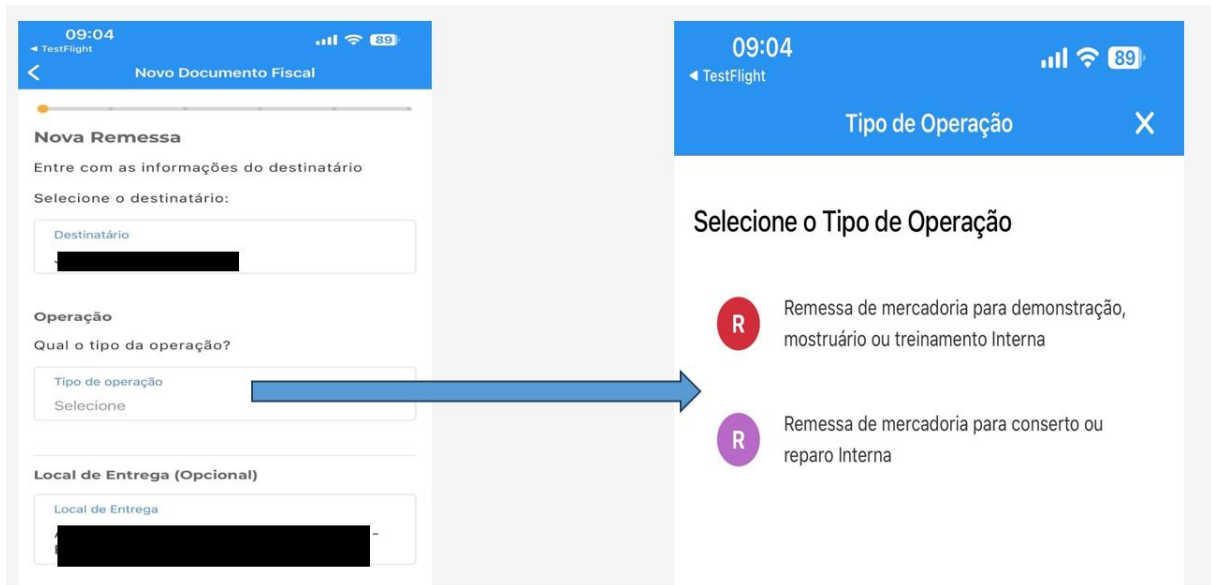 09:04
◄ TestFlight
89
Novo Documento Fiscal
Nova Remessa
Entre com as informações do destinatário
Selecione o destinatário:
Destinatário
Operação
Qual o tipo da operação?
Tipo de operação
Selecione
Local de Entrega (Opcional)
Local de Entrega
09:04
◄ TestFlight
89
Tipo de Operação
X
Selecione o Tipo de Operação
R
Remessa de mercadoria para demonstração,
mostruário ou treinamento Interna
R
Remessa de mercadoria para conserto ou
reparo Interna